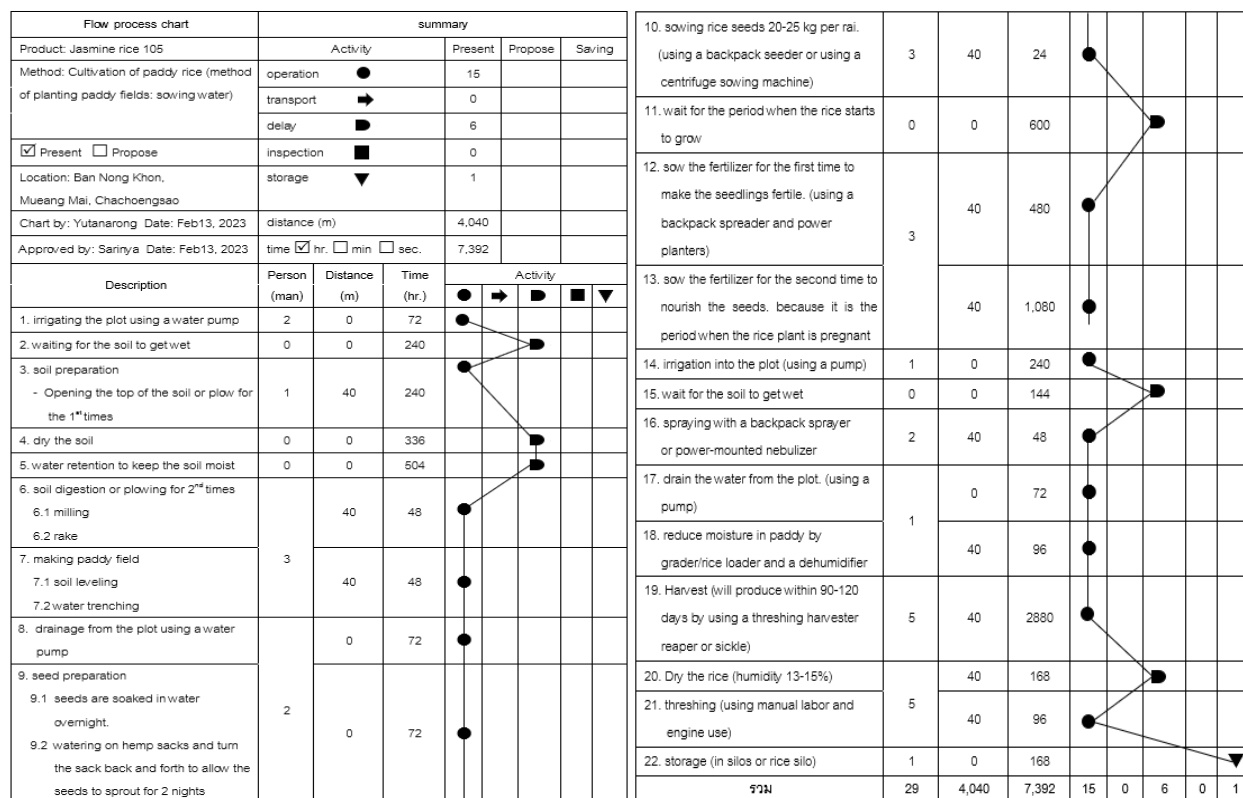 Flow process chart summary
Product: Jasmine rice 105 Activity Present Propose Saving
Method: Cultivation of paddy rice (method
of planting paddy fields: sowing water)
operation 15
transport 0
delay 6
☑ Present ☐ Propose inspection 0
Location: Ban Nong Khon, storage 1
Mueang Mai, Chachoengsao
Chart by: Yutanarong Date: Feb13, 2023 distance (m) 4,040
Approved by: Sarinya Date: Feb13, 2023 time ☑ hr. ☐ min ☐ sec. 7,392
Description Person Distance Time Activity
(man) (m) (hr.)
1. irrigating the plot using a water pump 2 0 72
2. waiting for the soil to get wet 0 0 240
3. soil preparation
- Opening the top of the soil or plow for 1 40 240
the 1st times
4. dry the soil 0 0 336
5. water retention to keep the soil moist 0 0 504
6. soil digestion or plowing for 2nd times
6.1 milling 40 48
6.2 rake
3
7. making paddy field
7.1 soil leveling 40 48
7.2 water trenching
8. drainage from the plot using a water 0 72
pump
9. seed preparation
9.1 seeds are soaked in water
overnight. 2
9.2 watering on hemp sacks and turn 0 72
the sack back and forth to allow the
seeds to sprout for 2 nights
10. sowing rice seeds 20-25 kg per rai.
(using a backpack seeder or using a 3 40 24
centrifuge sowing machine)
11. wait for the period when the rice starts 0 0 600
to grow
12. sow the fertilizer for the first time to
make the seedlings fertile. (using a 40 480
backpack spreader and power
planters) 3
13. sow the fertilizer for the second time to
nourish the seeds. because it is the 40 1,080
period when the rice plant is pregnant
14. irrigation into the plot (using a pump) 1 0 240
15. wait for the soil to get wet 0 0 144
16. spraying with a backpack sprayer 2 40 48
or power-mounted nebulizer
17. drain the water from the plot. (using a 0 72
pump)
1
18. reduce moisture in paddy by 40 96
grader/rice loader and a dehumidifier
19. Harvest (will produce within 90-120
days by using a threshing harvester 5 40 2880
reaper or sickle)
20. Dry the rice (humidity 13-15%) 40 168
5
21. threshing (using manual labor and 40 96
engine use)
22. storage (in silos or rice silo) 1 0 168
รวม 29 4,040 7,392 15 0 6 0 1